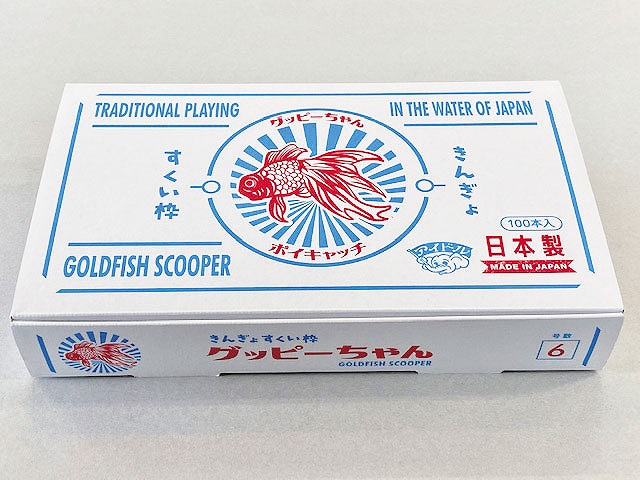 TRADITIONAL PLAYING
IN THE WATER OF JAPAN
グッピーちゃん
きんぎょ
すくい枠
ポイキャッチ
GOLDFISH SCOOPER
100本入
アイドル
日本製
MADE IN JAPAN
きんぎょすくい枠
グッピーちゃん
GOLDFISH SCOOPER
号数
6